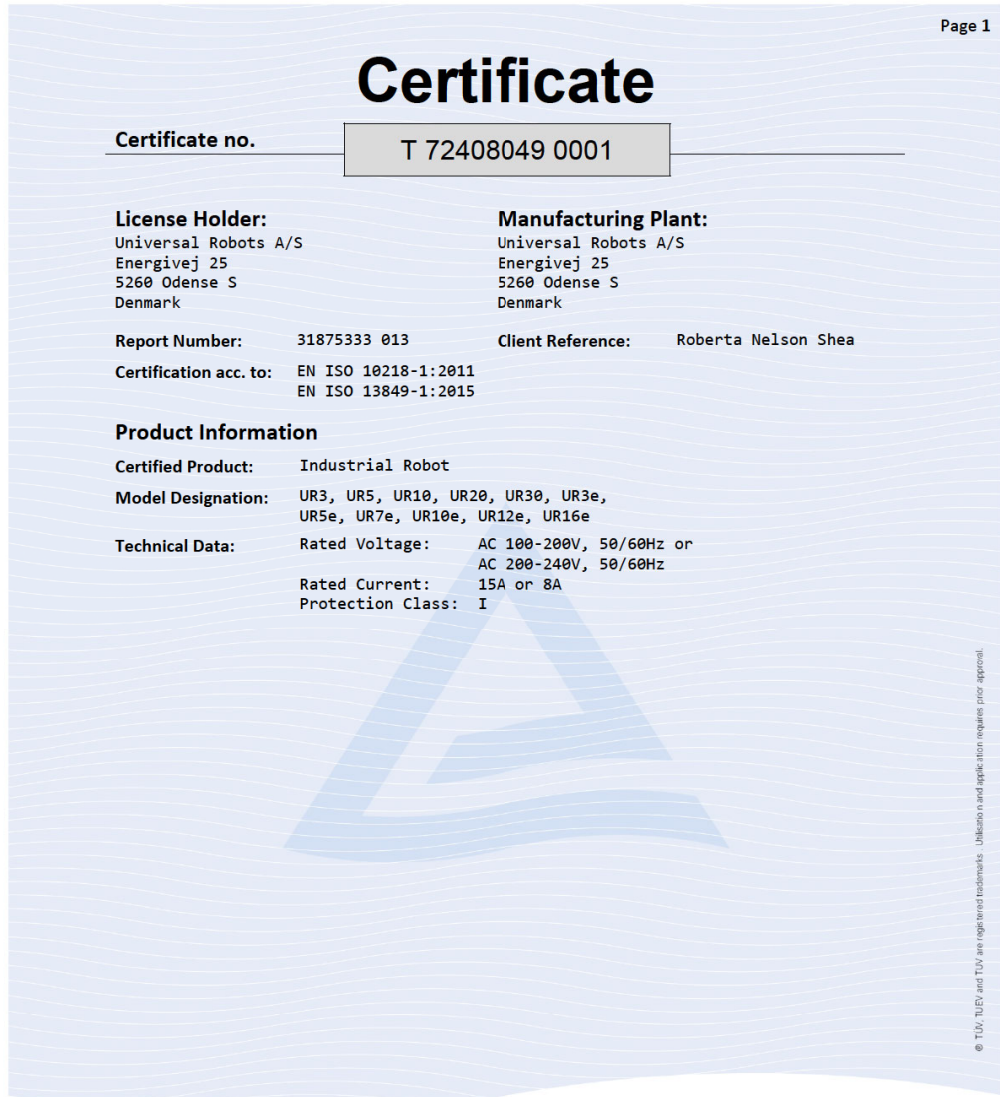 Page 1
Certificate
Certificate no.
T 72408049 0001
License Holder:
Universal Robots A/S
Energivej 25
5260 Odense S
Denmark
Manufacturing Plant:
Universal Robots A/S
Energivej 25
5260 Odense S
Denmark
Report Number: 31875333 013
Client Reference: Roberta Nelson Shea
Certification acc. to: EN ISO 10218-1:2011
EN ISO 13849-1:2015
Product Information
Certified Product: Industrial Robot
Model Designation: UR3, UR5, UR10, UR20, UR30, UR3e,
UR5e, UR7e, UR10e, UR12e, UR16e
Technical Data: Rated Voltage: AC 100-200V, 50/60Hz or
AC 200-240V, 50/60Hz
Rated Current: 15A or 8A
Protection Class: I
® TÜV, TUEV and TUV are registered trademarks. Utilisation and application requires prior approval.